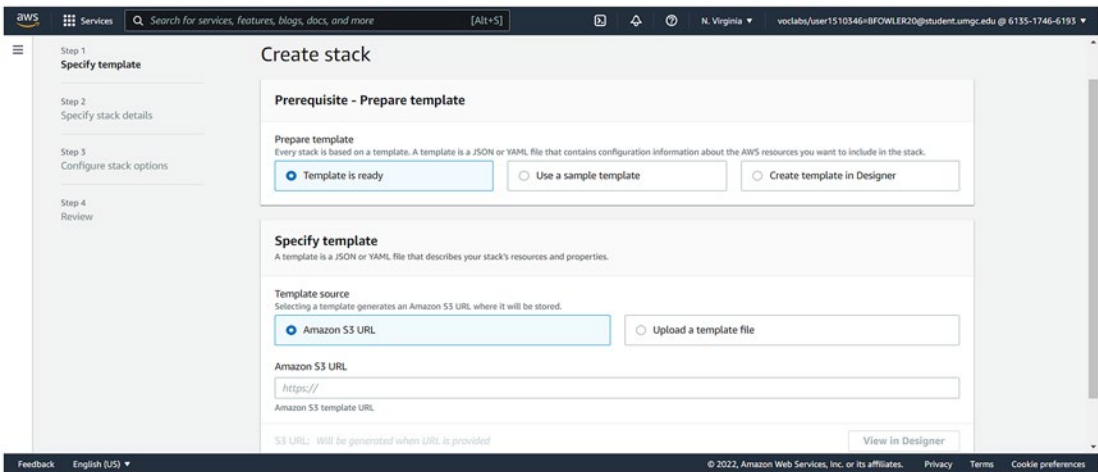 aws Services Search for services, features, blogs, docs, and more [Alt+S] N. Virginia ▼ voclabs/user1510346=BFOWLER20@student.umgc.edu @ 6135-1746-6193 ▼
Step 1
Specify template
Step 2
Specify stack details
Step 3
Configure stack options
Step 4
Review
Create stack
Prerequisite - Prepare template
Prepare template
Every stack is based on a template. A template is a JSON or YAML file that contains configuration information about the AWS resources you want to include in the stack.
Template is ready Use a sample template Create template in Designer
Specify template
A template is a JSON or YAML file that describes your stack's resources and properties.
Template source
Selecting a template generates an Amazon S3 URL where it will be stored.
Amazon S3 URL Upload a template file
Amazon S3 URL
https://
Amazon S3 template URL
S3 URL: Will be generated when URL is provided View in Designer
Feedback English (US) ▼ © 2022, Amazon Web Services, Inc. or its affiliates. Privacy Terms Cookie preferences